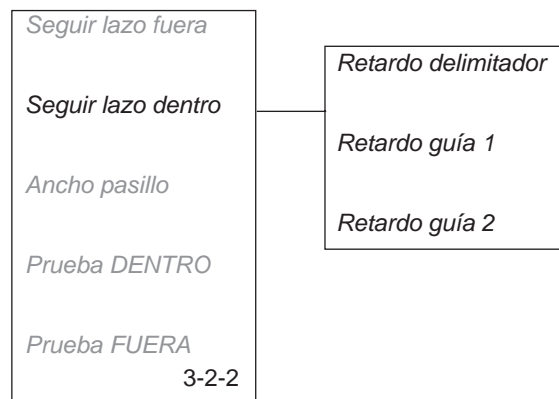 Seguir lazo fuera
Seguir lazo dentro
Ancho pasillo
Prueba DENTRO
Prueba FUERA
3-2-2
Retardo delimitador
Retardo guía 1
Retardo guía 2